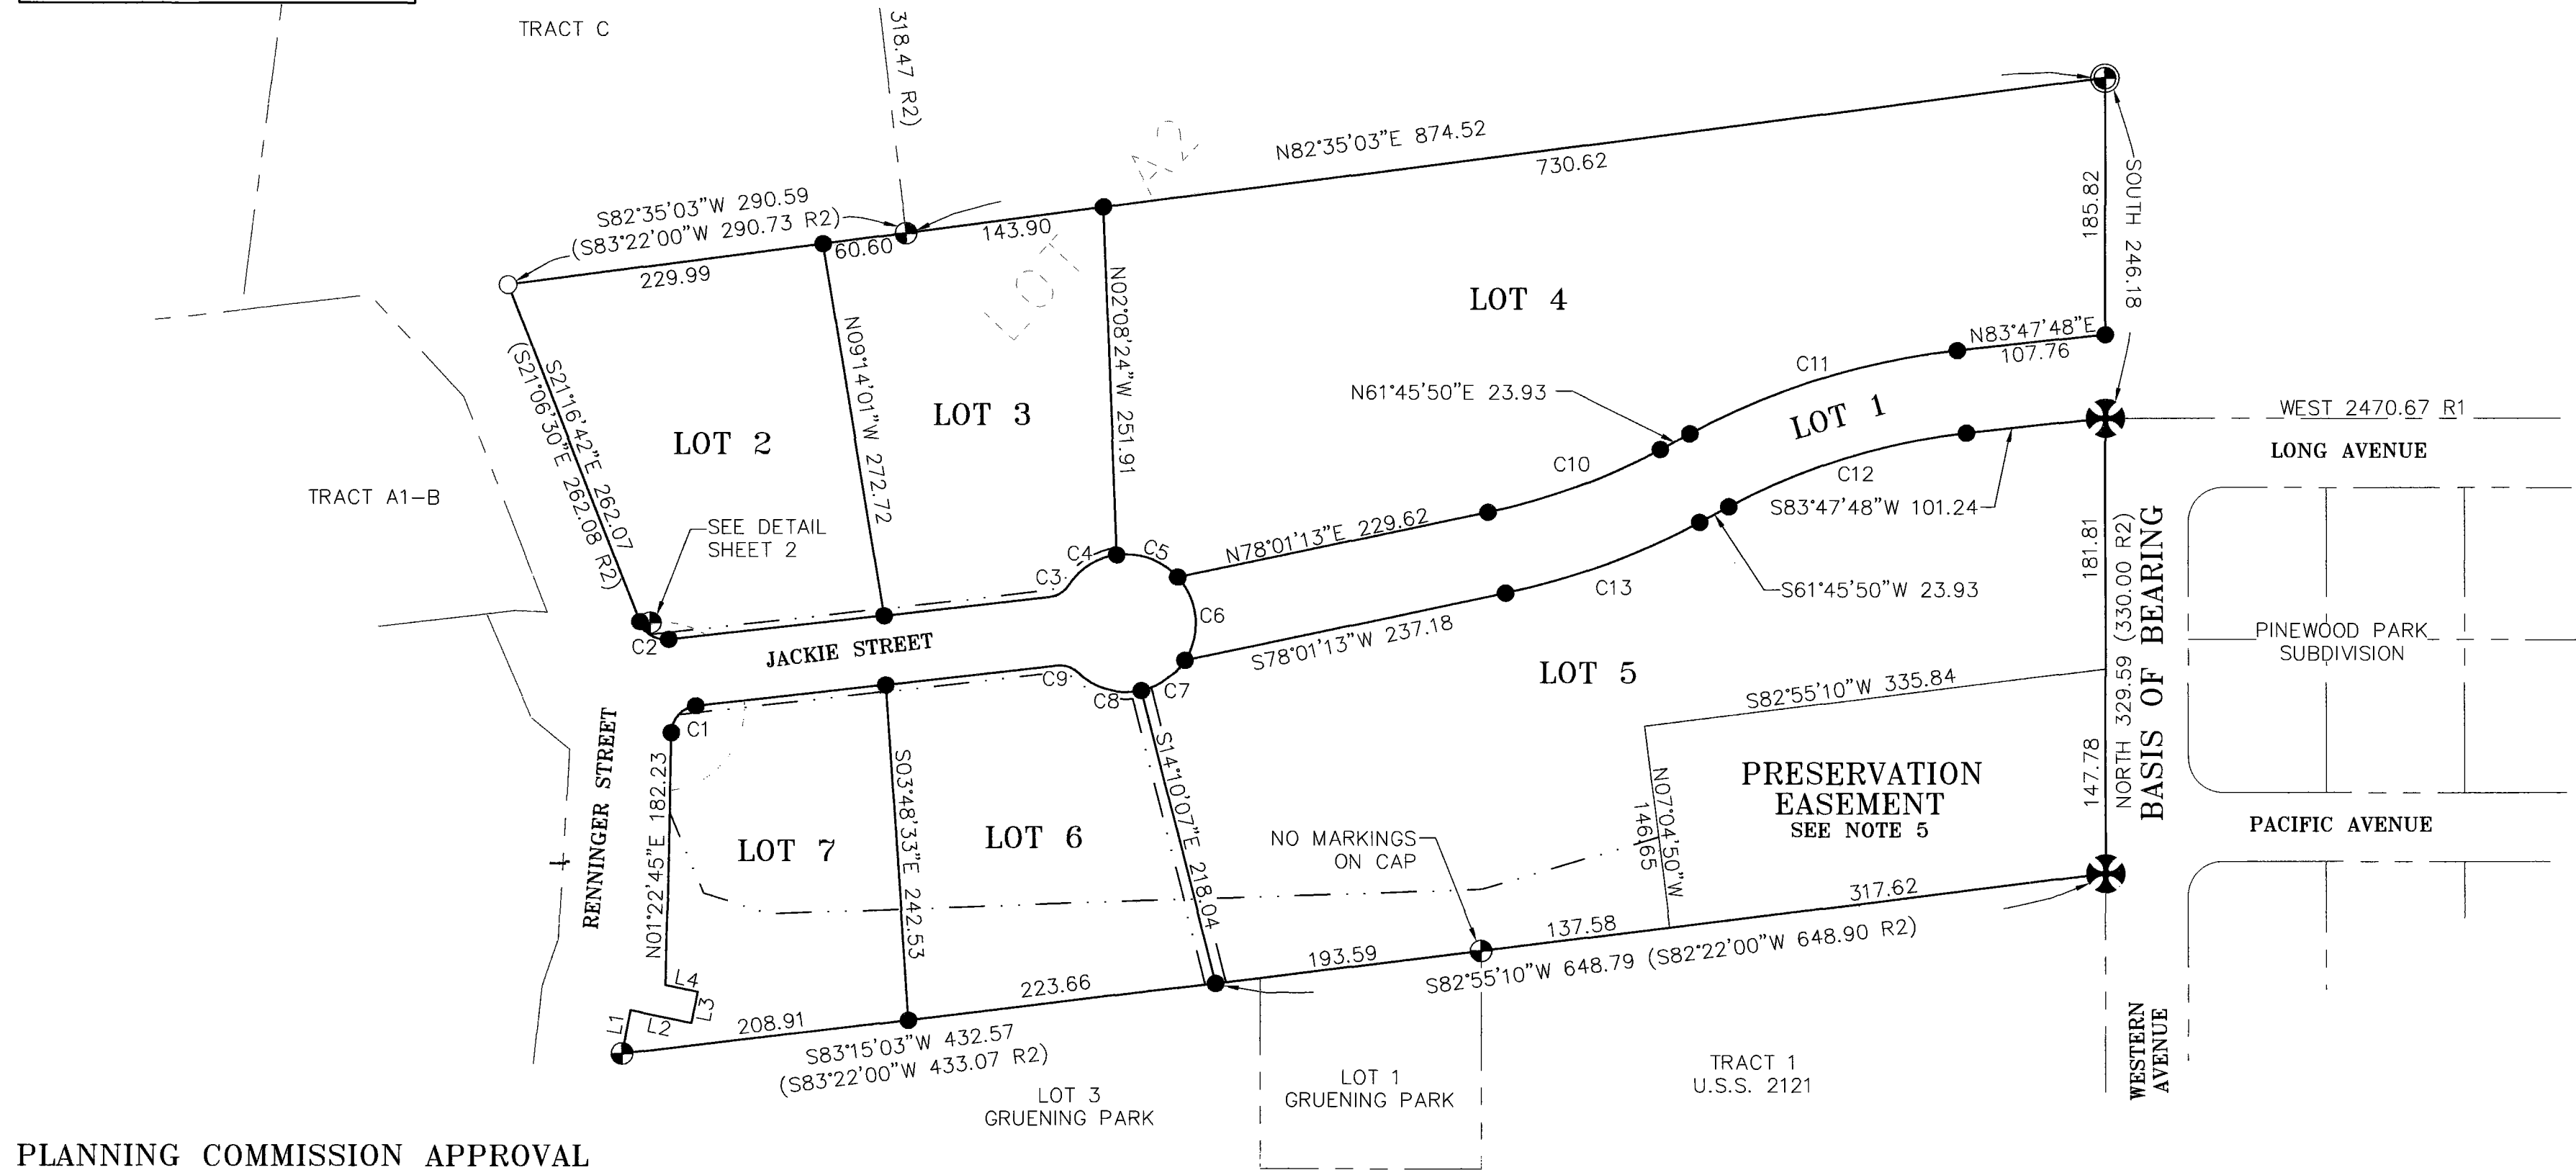 TRACT C
318.47 R2)
LOT A2
N82°35'03"E 874.52
730.62
S82°35'03"W 290.59
(S83°22'00"W 290.73 R2)
229.99
60.60
143.90
185.82
SOUTH 246.18
N02°08'24"W 251.91
N09°14'01"W 272.72
S21°16'42"E 262.07
(S21°06'30"E 262.08 R2)
LOT 4
LOT 3
LOT 2
N83°47'48"E
107.76
C11
N61°45'50"E 23.93
LOT 1
WEST 2470.67 R1
LONG AVENUE
C10
C12
S83°47'48"W 101.24
TRACT A1-B
SEE DETAIL
SHEET 2
C4
C5
C3
N78°01'13"E 229.62
C13
S61°45'50"W 23.93
181.81
NORTH 329.59 (330.00 R2)
BASIS OF BEARING
C6
C2
JACKIE STREET
S78°01'13"W 237.18
PINEWOOD PARK
SUBDIVISION
LOT 5
C9
C8
C7
S82°55'10"W 335.84
C1
RENNINGER STREET
N01°22'45"E 182.23
S03°48'33"E 242.53
S14°10'07"E 218.04
N07°04'50"W
146.65
PRESERVATION
EASEMENT
SEE NOTE 5
147.78
PACIFIC AVENUE
LOT 7
LOT 6
NO MARKINGS
ON CAP
317.62
137.58
193.59
S82°55'10"W 648.79 (S82°22'00"W 648.90 R2)
L4
L3
L1
L2
223.66
208.91
S83°15'03"W 432.57
(S83°22'00"W 433.07 R2)
WESTERN
AVENUE
TRACT 1
U.S.S. 2121
LOT 1
GRUENING PARK
LOT 3
GRUENING PARK
PLANNING COMMISSION APPROVAL